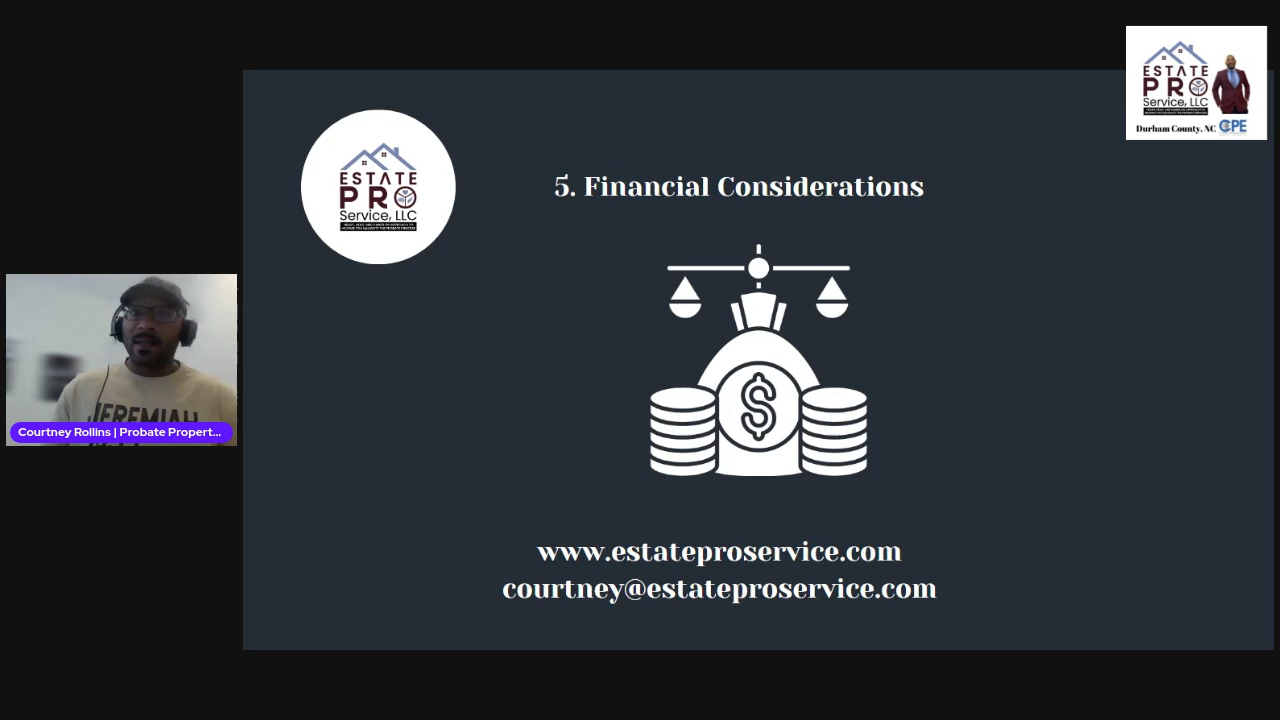 ESTATE
PRO
Service, LLC
Durham County, NC CPE
ESTATE
PRO
Service, LLC
5. Financial Considerations
$
JEREMIAH
Courtney Rollins | Probate Propert...
www.estateproservice.com
courtney@estateproservice.com